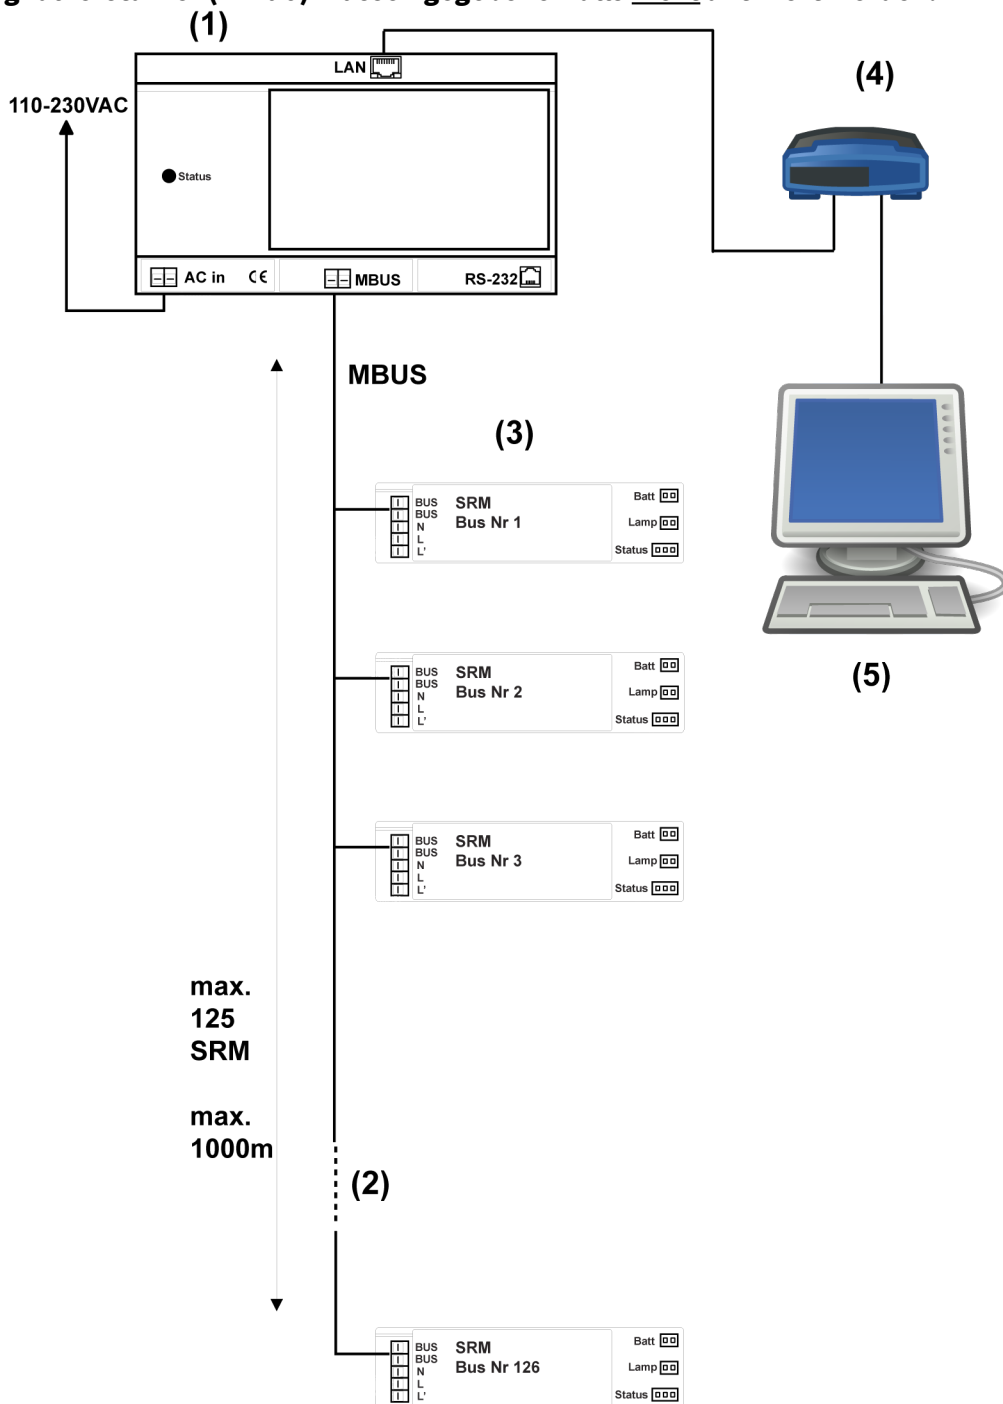 (1)
LAN
(4)
110-230VAC
Status
AC in CE MBUS RS-232
MBUS
(3)
BUS
BUS
N
L
L'
SRM
Bus Nr 1
Batt
Lamp
Status
BUS
BUS
N
L
L'
SRM
Bus Nr 2
Batt
Lamp
Status
(5)
BUS
BUS
N
L
L'
SRM
Bus Nr 3
Batt
Lamp
Status
max.
125
SRM
max.
1000m
(2)
BUS
BUS
N
L
L'
SRM
Bus Nr 126
Batt
Lamp
Status